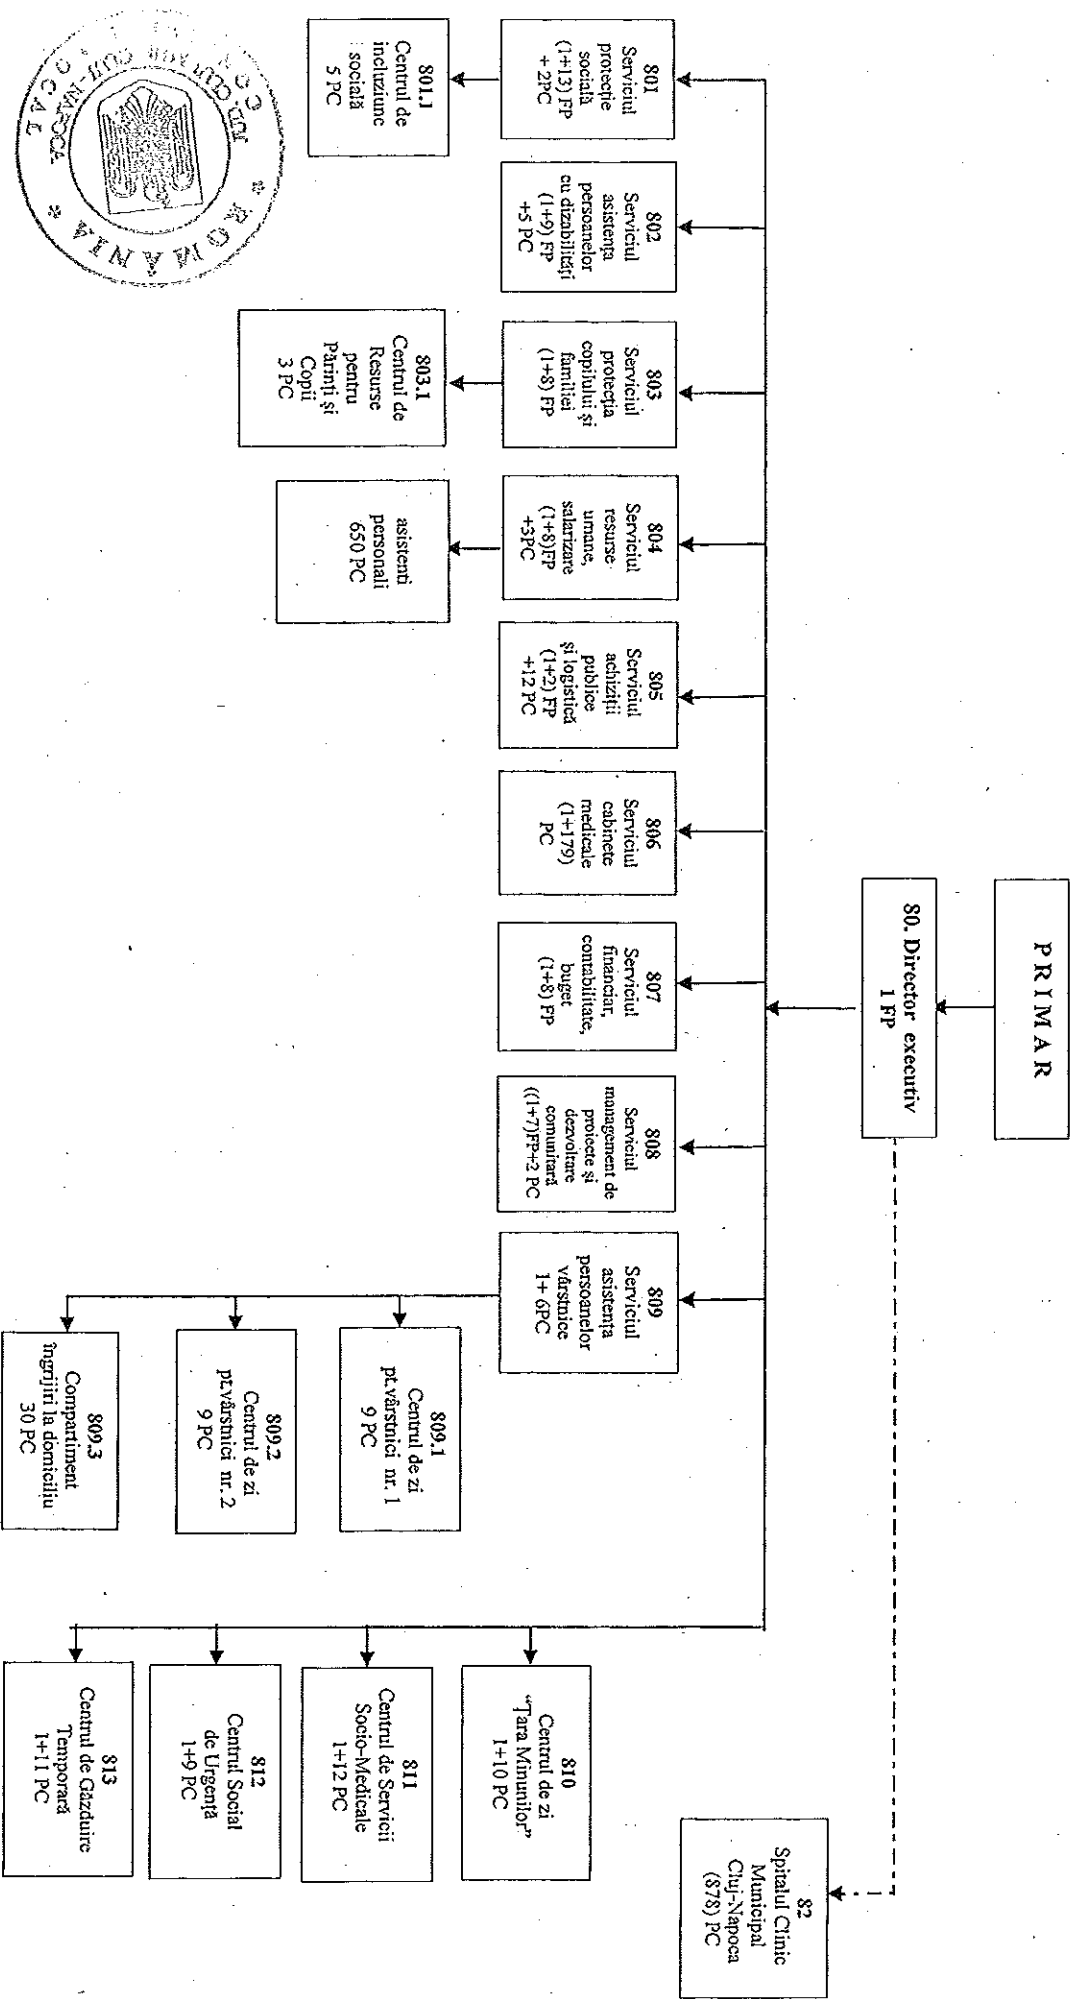 PRIMAR
80. Director executiv
1 FP
82
Spitalul Clinic
Municipal
Cluj-Napoca
(878) PC
801
Serviciul
protecție
socială
(1+13) FP
+ 2PC
802
Serviciul
asistența
persoanelor
cu dizabilități
(1+9) FP
+5 PC
803
Serviciul
protecția
copilului și
familiei
(1+8) FP
804
Serviciul
resurse
umane,
salarizare
(1+8)FP
+3PC
805
Serviciul
achiziții
publice
și logistică
(1+2) FP
+12 PC
806
Serviciul
cabinete
medicale
(1+179)
PC
807
Serviciul
financiar,
contabilitate,
buget
(1+8) FP
808
Serviciul
management de
proiecte și
dezvoltare
comunitară
((1+7)FP+2 PC
809
Serviciul
asistența
persoanelor
vârstnice
1+ 6PC
801.1
Centrul de
incluziune
socială
5 PC
803.1
Centrul de
Resurse
pentru
Părinți și
Copii
3 PC
asistenti
personali
650 PC
809.1
Centrul de zi
pt.vârstnici nr. 1
9 PC
809.2
Centrul de zi
pt.vârstnici nr. 2
9 PC
809.3
Compartiment
îngrijiri la domiciliu
30 PC
810
Centrul de zi
“Țara Minunilor”
1+10 PC
811
Centrul de Servicii
Socio-Medicale
1+12 PC
812
Centrul Social
de Urgență
1+9 PC
813
Centrul de Găzduire
Temporară
1+11 PC
* ROMÂNIA *
JUD. CLUJ
CLUJ-NAPOCA